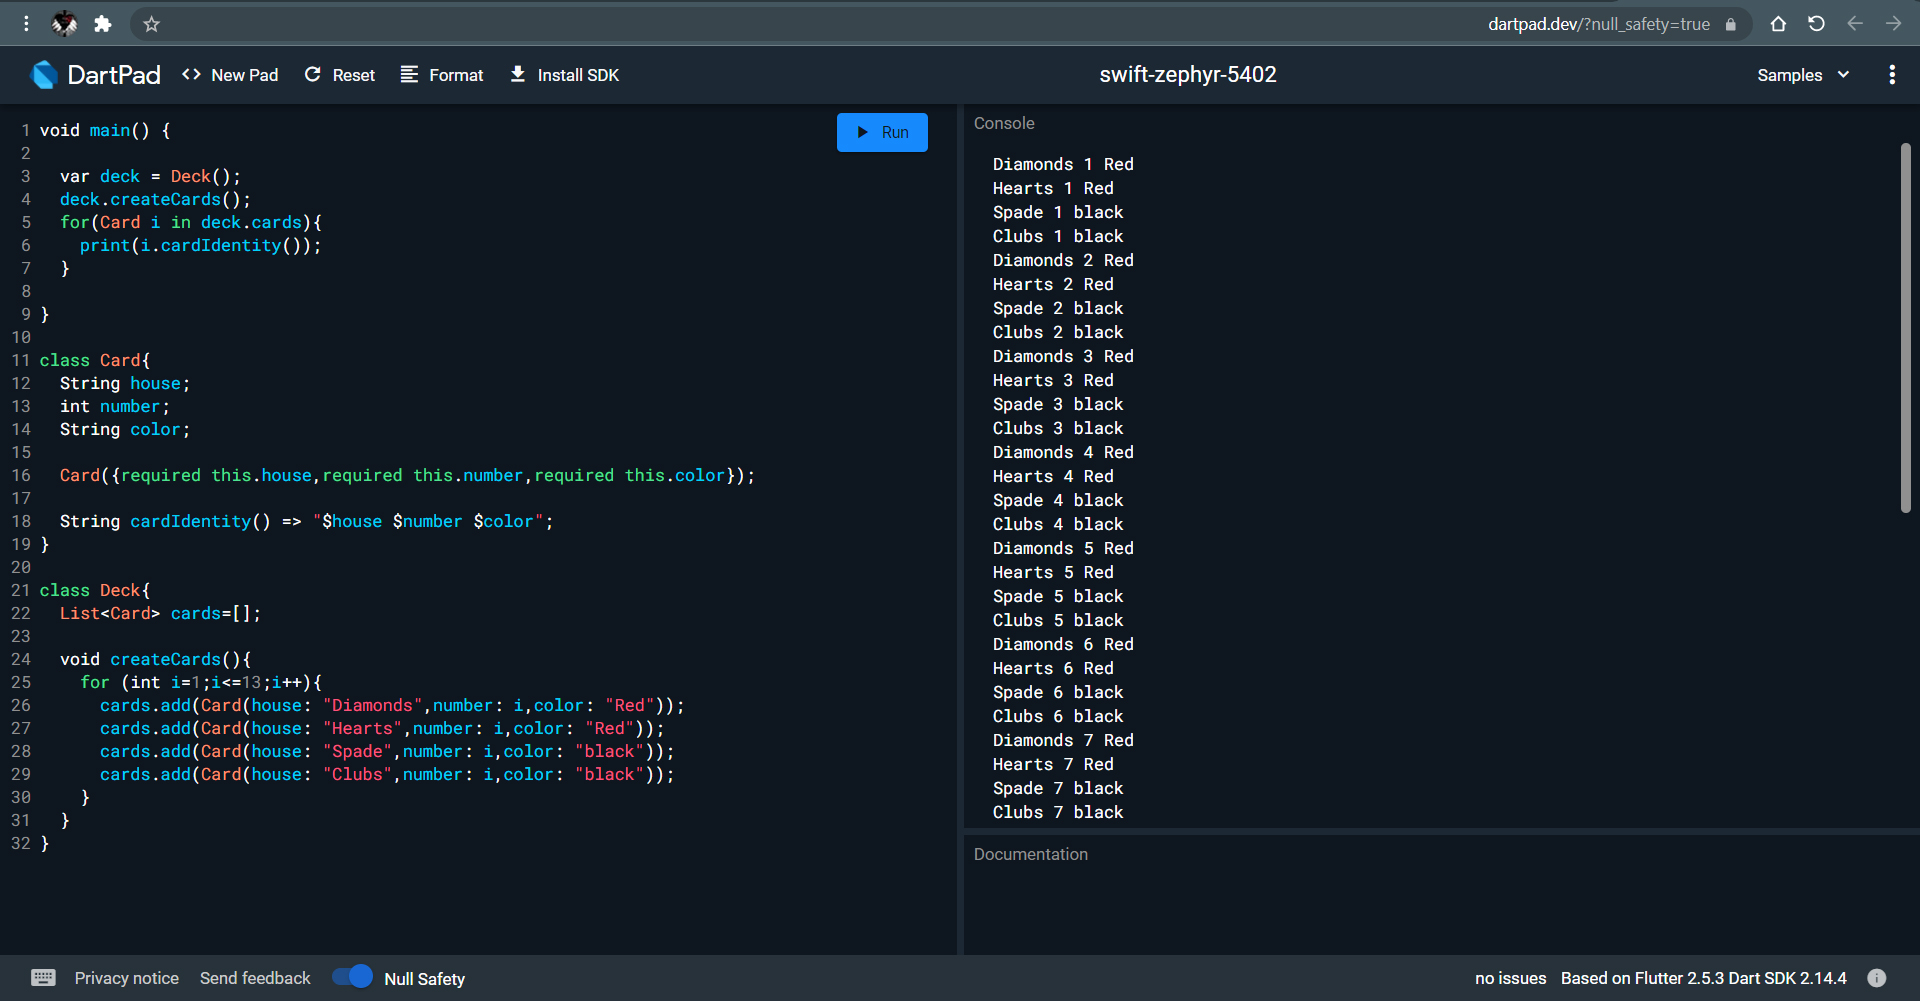 dartpad.dev/?null_safety=true
DartPad <> New Pad Reset Format Install SDK swift-zephyr-5402 Samples
1 void main() {
2
3   var deck = Deck();
4   deck.createCards();
5   for(Card i in deck.cards){
6     print(i.cardIdentity());
7   }
8
9 }
10
11 class Card{
12   String house;
13   int number;
14   String color;
15
16   Card({required this.house,required this.number,required this.color});
17
18   String cardIdentity() => "$house $number $color";
19 }
20
21 class Deck{
22   List<Card> cards=[];
23
24   void createCards(){
25     for (int i=1;i<=13;i++){
26       cards.add(Card(house: "Diamonds",number: i,color: "Red"));
27       cards.add(Card(house: "Hearts",number: i,color: "Red"));
28       cards.add(Card(house: "Spade",number: i,color: "black"));
29       cards.add(Card(house: "Clubs",number: i,color: "black"));
30     }
31   }
32 }
Run
Console
Diamonds 1 Red
Hearts 1 Red
Spade 1 black
Clubs 1 black
Diamonds 2 Red
Hearts 2 Red
Spade 2 black
Clubs 2 black
Diamonds 3 Red
Hearts 3 Red
Spade 3 black
Clubs 3 black
Diamonds 4 Red
Hearts 4 Red
Spade 4 black
Clubs 4 black
Diamonds 5 Red
Hearts 5 Red
Spade 5 black
Clubs 5 black
Diamonds 6 Red
Hearts 6 Red
Spade 6 black
Clubs 6 black
Diamonds 7 Red
Hearts 7 Red
Spade 7 black
Clubs 7 black
Documentation
Privacy notice Send feedback Null Safety no issues Based on Flutter 2.5.3 Dart SDK 2.14.4